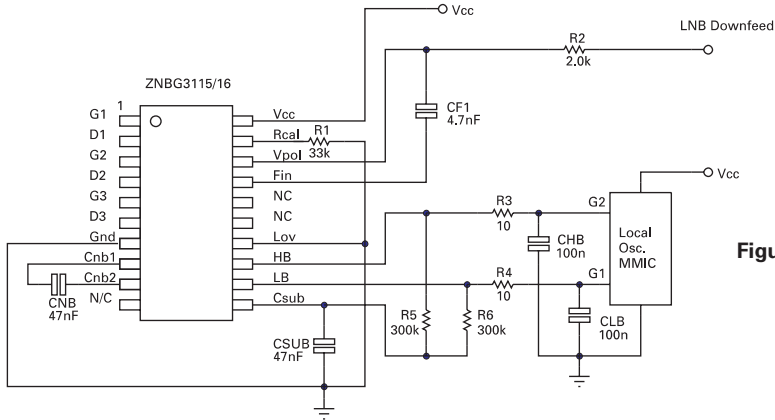 Vcc
LNB Downfeed
R2
2.0k
ZNBG3115/16
CF1
4.7nF
1
G1
D1
G2
D2
G3
D3
Gnd
Cnb1
Cnb2
N/C
Vcc
Rcal
Vpol
Fin
NC
NC
Lov
HB
LB
Csub
R1
33k
CNB
47nF
CSUB
47nF
R5
300k
R6
300k
R3
10
R4
10
CHB
100n
CLB
100n
G2
G1
Local
Osc.
MMIC
Vcc
Figu